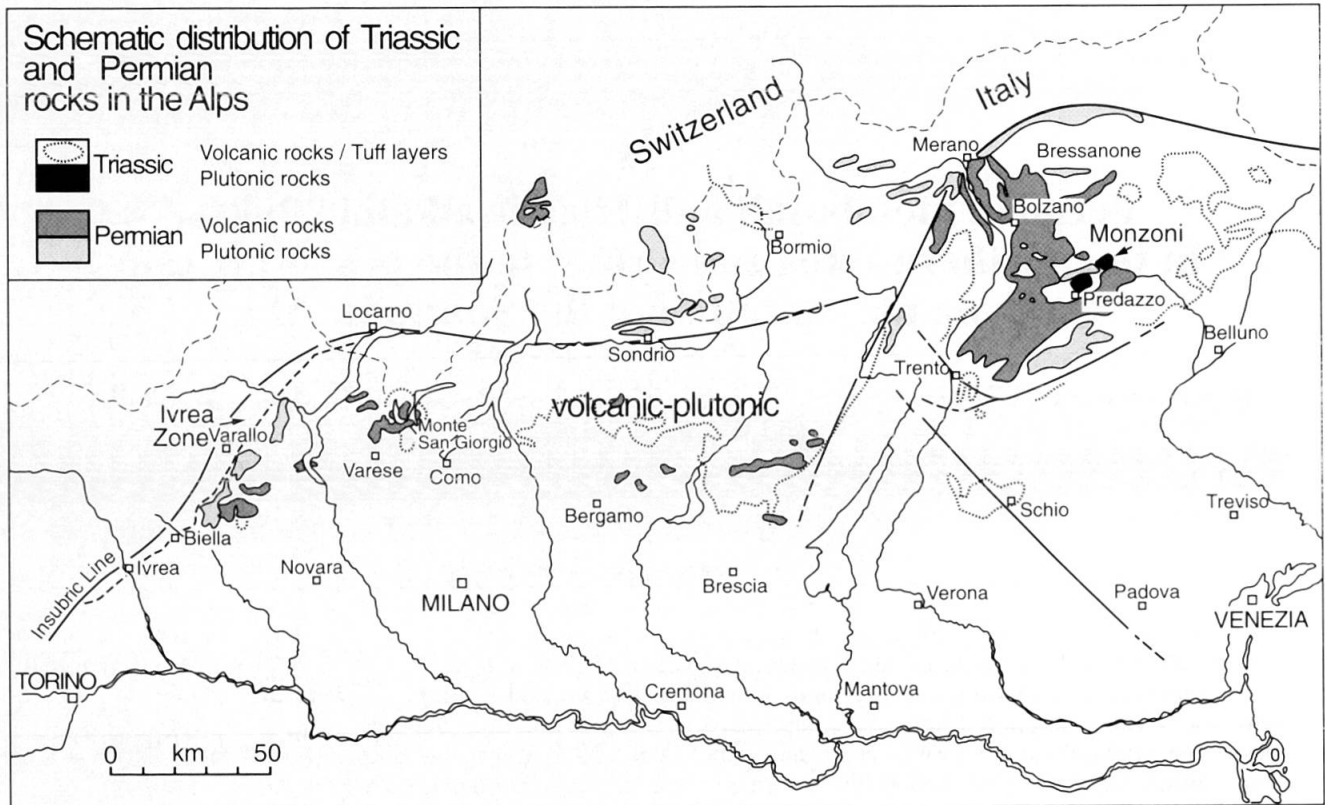 Schematic distribution of Triassic
and Permian
rocks in the Alps
Triassic
Volcanic rocks / Tuff layers
Plutonic rocks
Permian
Volcanic rocks
Plutonic rocks
Switzerland
Italy
Merano
Bressanone
Bolzano
Monzoni
Bormio
Predazzo
Locarno
Sondrio
Belluno
Trento
Ivrea
Zone
Varallo
volcanic-plutonic
Monte
San Giorgio
Varese
Como
Bergamo
Schio
Treviso
Biella
Ivrea
Insubric Line
Novara
MILANO
Brescia
Verona
Padova
VENEZIA
TORINO
Cremona
Mantova
km
0 50